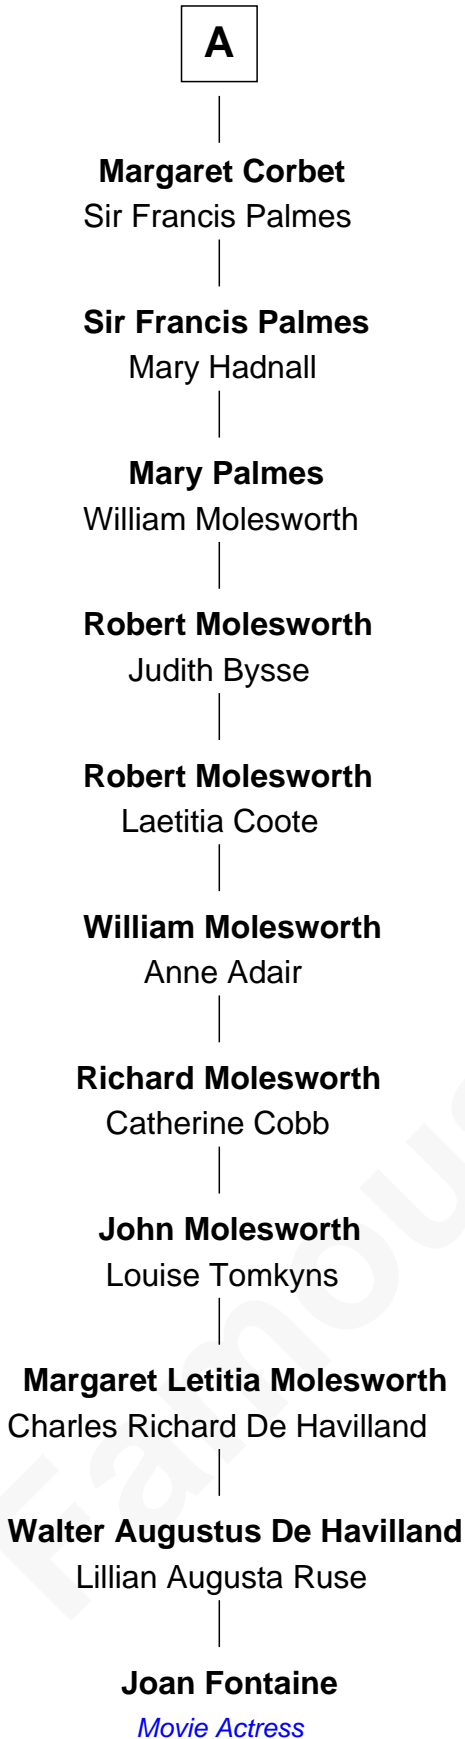 A
Margaret Corbet
Sir Francis Palmes
Sir Francis Palmes
Mary Hadnall
Mary Palmes
William Molesworth
Robert Molesworth
Judith Bysse
Robert Molesworth
Laetitia Coote
William Molesworth
Anne Adair
Richard Molesworth
Catherine Cobb
John Molesworth
Louise Tomkyns
Margaret Letitia Molesworth
Charles Richard De Havilland
Walter Augustus De Havilland
Lillian Augusta Ruse
Joan Fontaine
Movie Actress
Famous